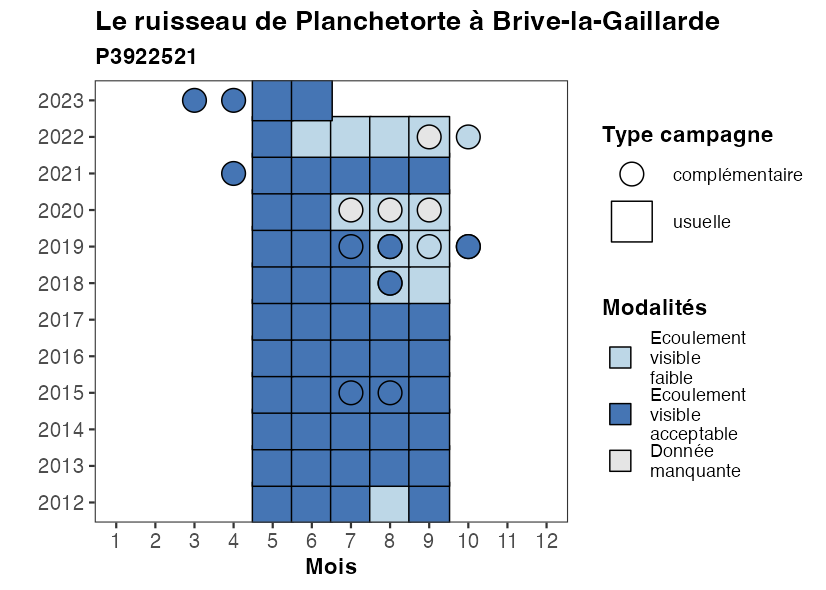 Le ruisseau de Planchetorte à Brive-la-Gaillarde
P3922521
2023
2022
2021
2020
2019
2018
2017
2016
2015
2014
2013
2012
1 2 3 4 5 6 7 8 9 10 11 12
Mois
Type campagne
complémentaire
usuelle
Modalités
Ecoulement
visible
faible
Ecoulement
visible
acceptable
Donnée
manquante